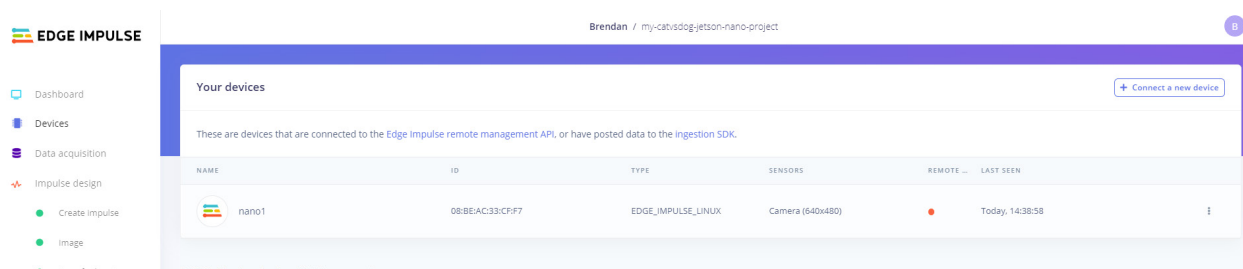 EDGE IMPULSE
Brendan / my-catvsdog-jetson-nano-project
B
Dashboard
Devices
Data acquisition
Impulse design
Create impulse
Image
Your devices
+ Connect a new device
These are devices that are connected to the Edge Impulse remote management API, or have posted data to the ingestion SDK.
NAME ID TYPE SENSORS REMOTE ... LAST SEEN
nano1 08:BE:AC:33:CF:F7 EDGE_IMPULSE_LINUX Camera (640x480) Today, 14:38:58